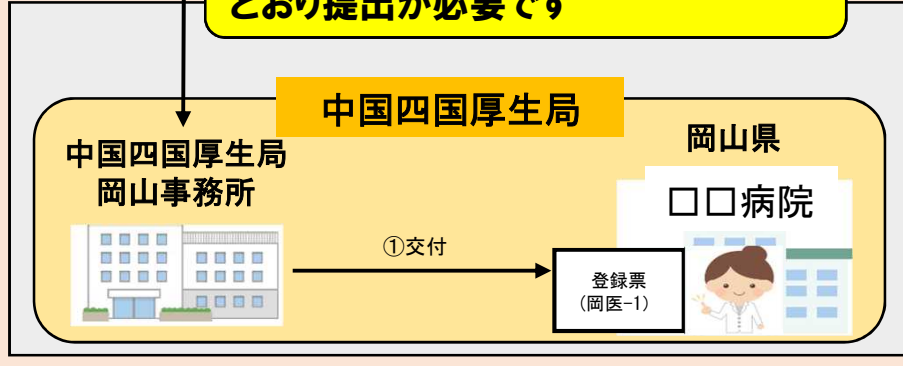 とおり提出が必要です
中国四国厚生局
中国四国厚生局
岡山事務所
岡山県
□□病院
①交付
登録票
(岡医-1)